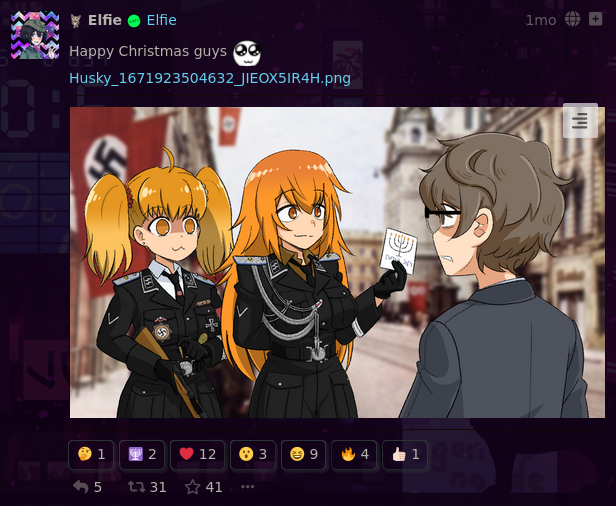 Elfie Elfie
1mo
Happy Christmas guys
Husky_1671923504632_JIEOX5IR4H.png
1 2 12 3 9 4 1
5 31 41